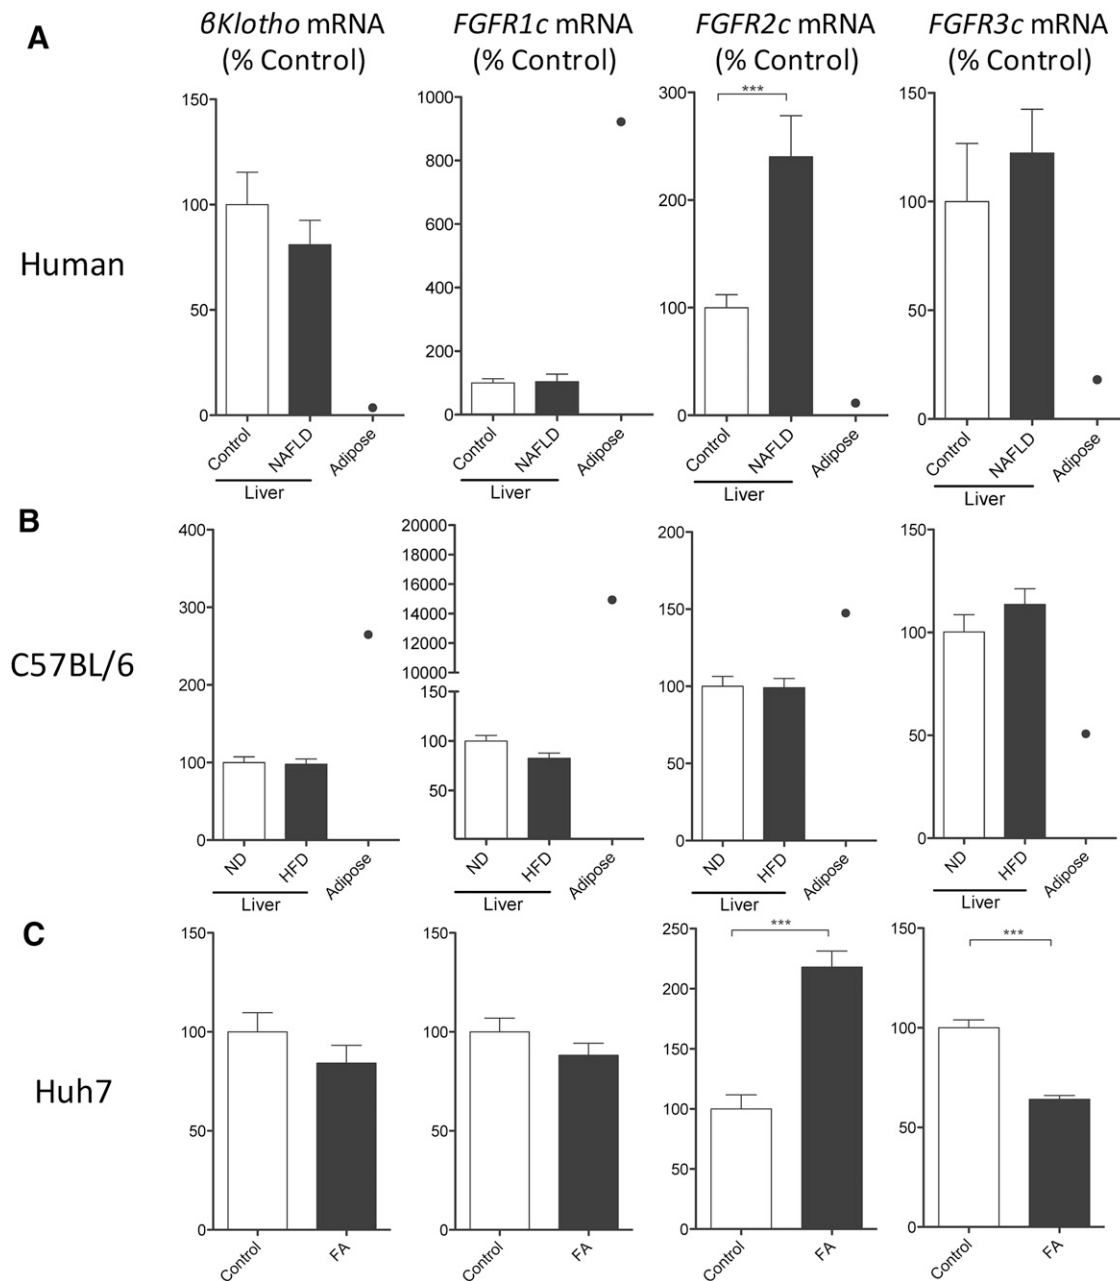 A
βKlotho mRNA
(% Control)
FGFR1c mRNA
(% Control)
FGFR2c mRNA
(% Control)
FGFR3c mRNA
(% Control)
Human
150
100
50
0
Control
NAFLD
Adipose
Liver
1000
800
600
400
200
0
Control
NAFLD
Adipose
Liver
300
200
100
0
***
Control
NAFLD
Adipose
Liver
150
100
50
0
Control
NAFLD
Adipose
Liver
B
C57BL/6
400
300
200
100
0
ND
HFD
Adipose
Liver
20000
18000
16000
14000
12000
10000
150
100
50
ND
HFD
Adipose
Liver
200
150
100
50
0
ND
HFD
Adipose
Liver
150
100
50
0
ND
HFD
Adipose
Liver
C
Huh7
150
100
50
0
Control
FA
150
100
50
0
Control
FA
250
200
150
100
50
0
***
Control
FA
150
100
50
0
***
Control
FA